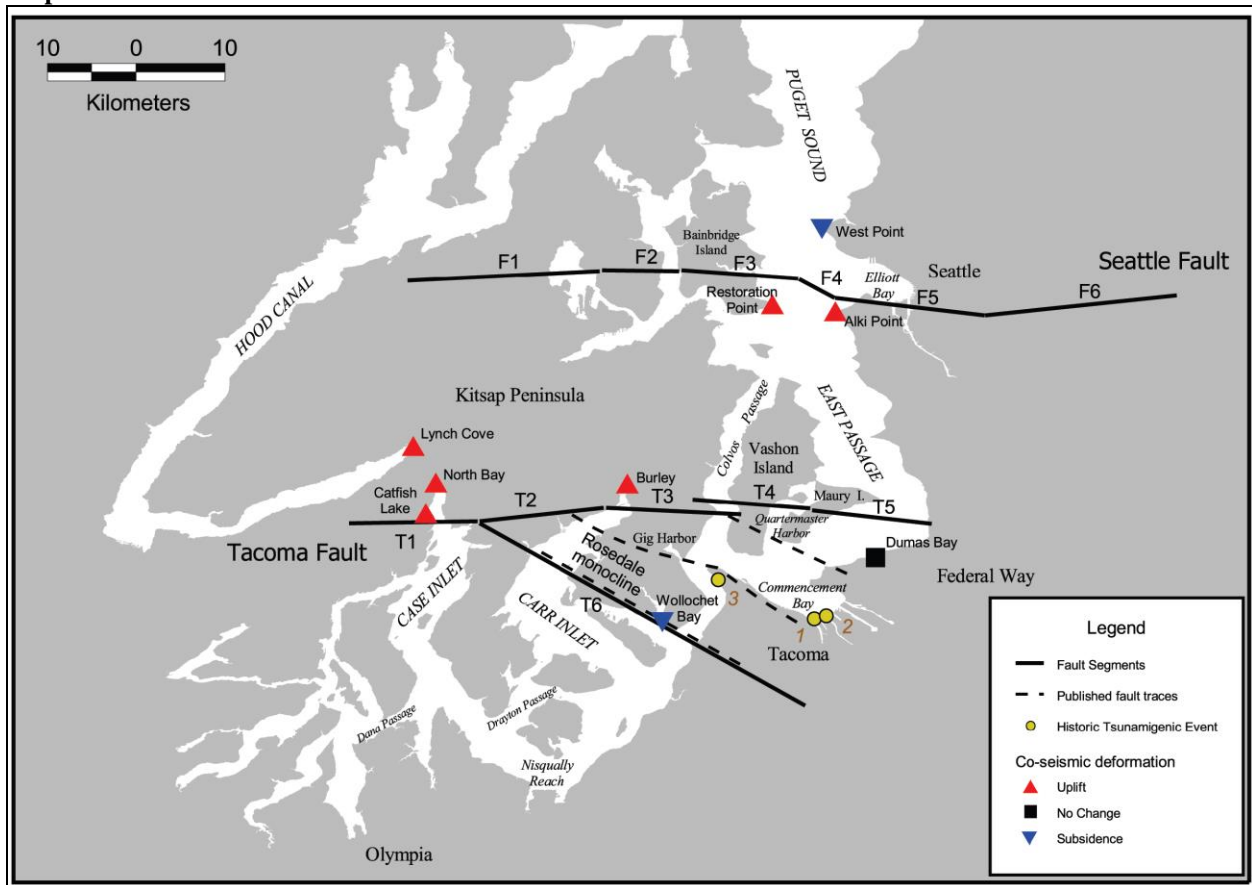 10 0 10
Kilometers
PUGET SOUND
West Point
Bainbridge
Island
F1
F2
F3
F4
Elliott
Bay
Seattle
F5
Seattle Fault
F6
Restoration
Point
Alki Point
HOOD CANAL
Kitsap Peninsula
Colvos Passage
EAST PASSAGE
Lynch Cove
North Bay
Catfish
Lake
Burley
Vashon
Island
Maury I.
T1
T2
T3
T4
T5
Tacoma Fault
Quartermaster
Harbor
Gig Harbor
Dumas Bay
Federal Way
Rosedale
monocline
CASE INLET
CARR INLET
T6
Wollochet
Bay
Commencement
Bay
3
1
2
Tacoma
Dana Passage
Drayton Passage
Nisqually
Reach
Olympia
Legend
Fault Segments
Published fault traces
Historic Tsunamigenic Event
Co-seismic deformation
Uplift
No Change
Subsidence